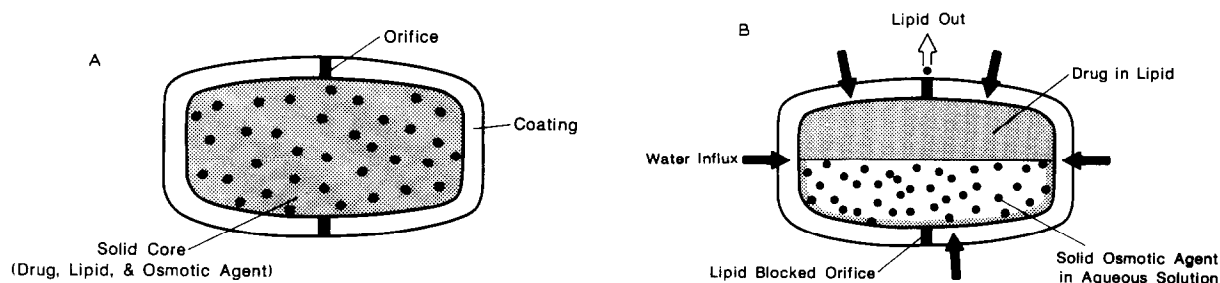 A
Orifice
Coating
Solid Core
(Drug, Lipid, & Osmotic Agent)
B
Lipid Out
Drug in Lipid
Water Influx
Lipid Blocked Orifice
Solid Osmotic Agent
in Aqueous Solution